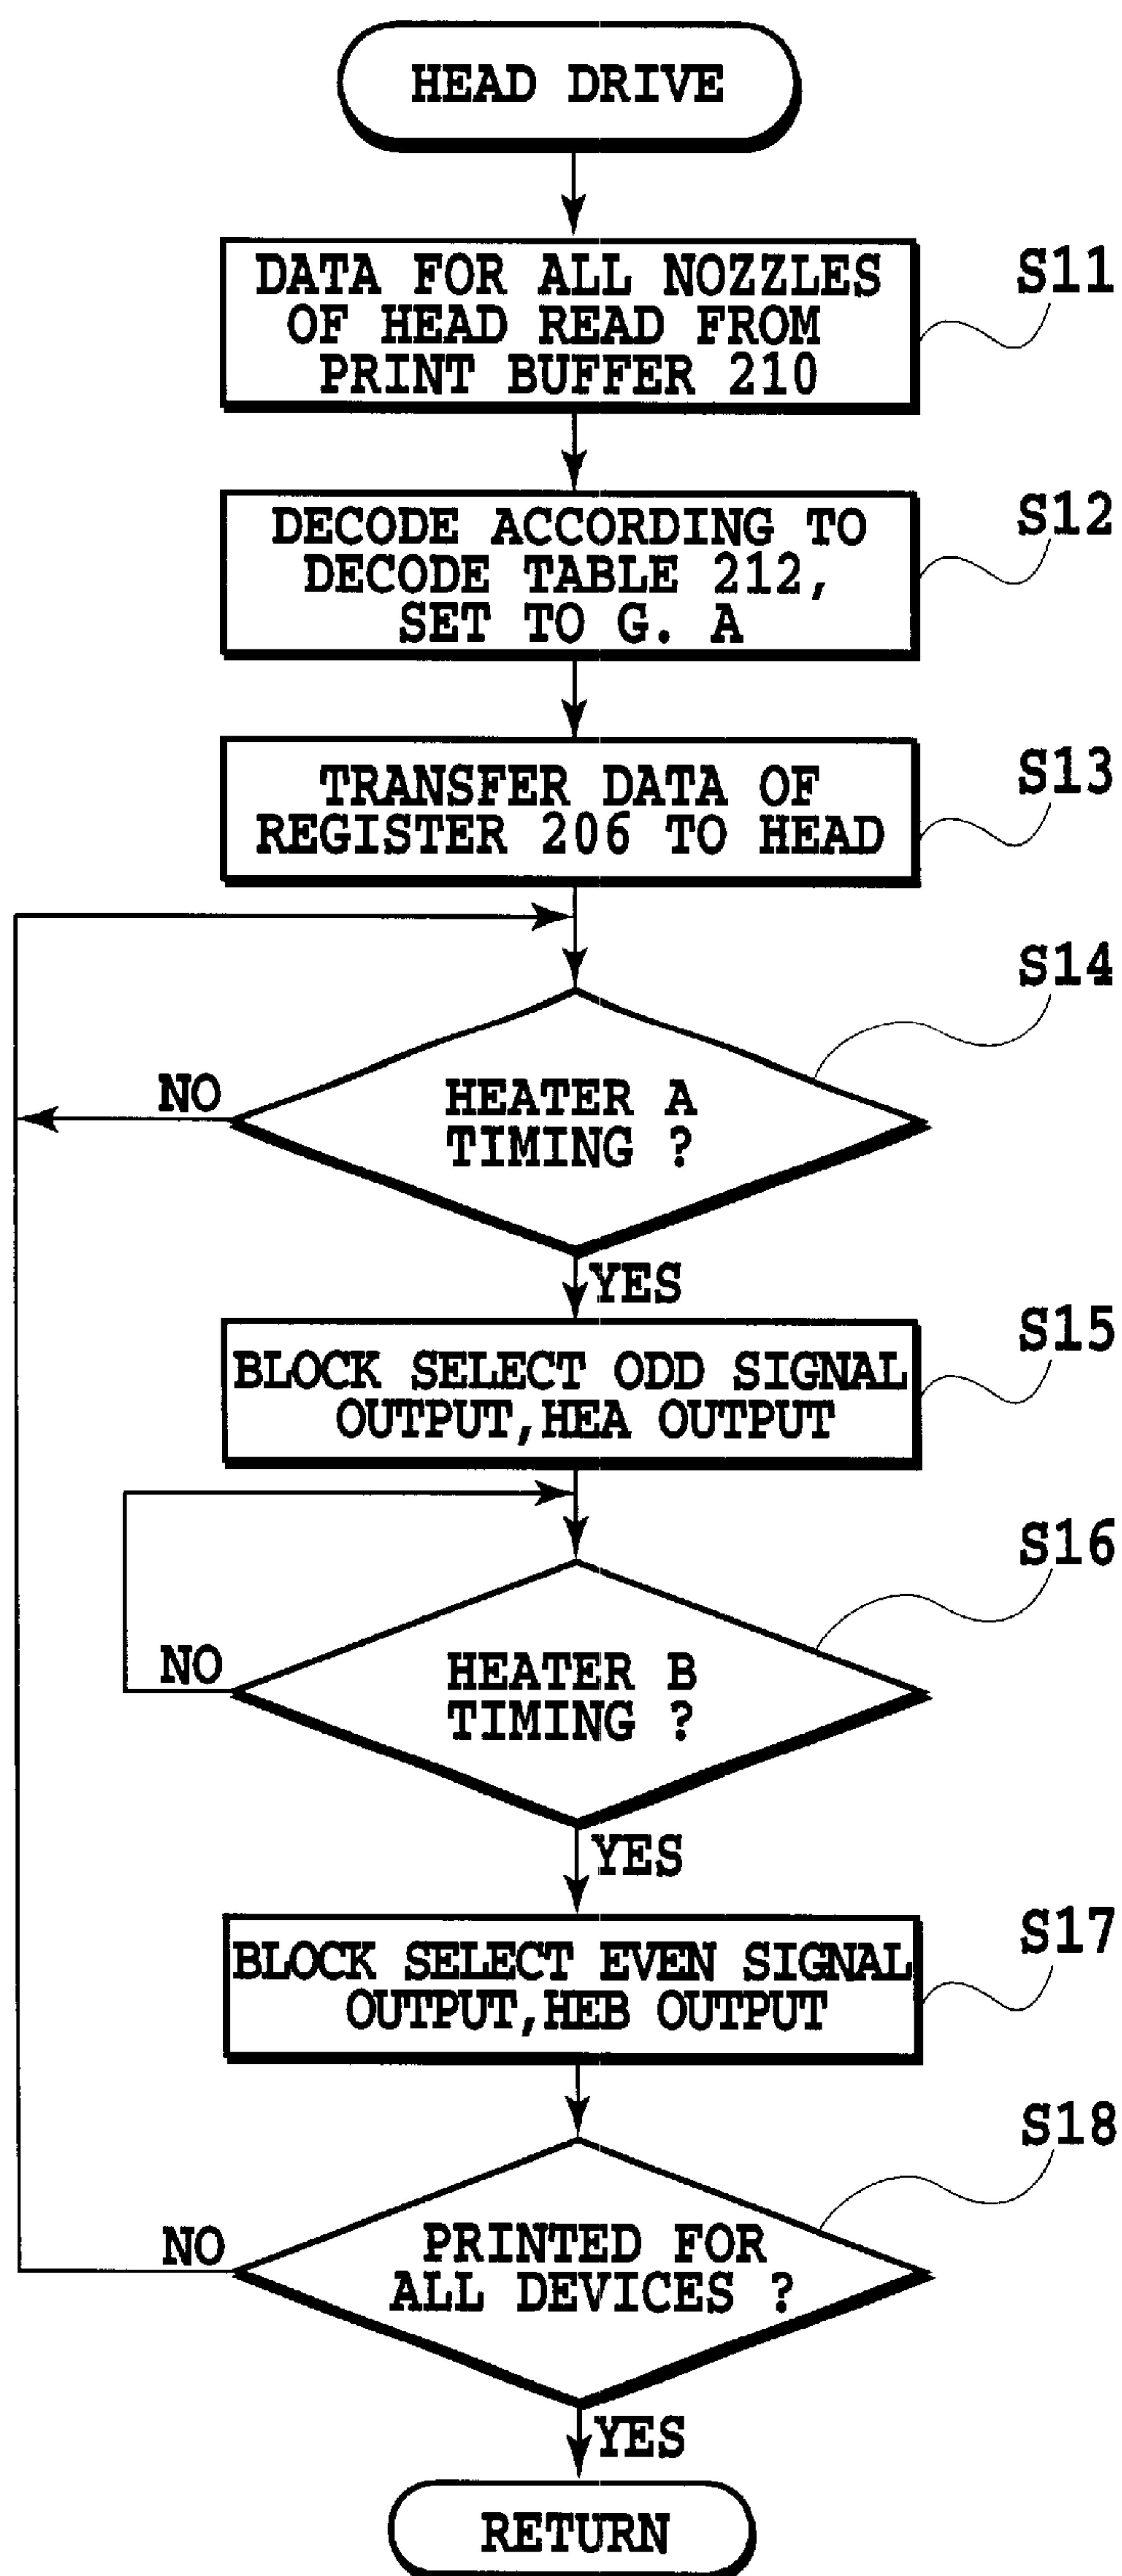 HEAD DRIVE
DATA FOR ALL NOZZLES
OF HEAD READ FROM
PRINT BUFFER 210
S11
DECODE ACCORDING TO
DECODE TABLE 212,
SET TO G. A
S12
TRANSFER DATA OF
REGISTER 206 TO HEAD
S13
S14
HEATER A
TIMING ?
NO
YES
BLOCK SELECT ODD SIGNAL
OUTPUT,HEA OUTPUT
S15
S16
HEATER B
TIMING ?
NO
YES
BLOCK SELECT EVEN SIGNAL
OUTPUT,HEB OUTPUT
S17
S18
PRINTED FOR
ALL DEVICES ?
NO
YES
RETURN